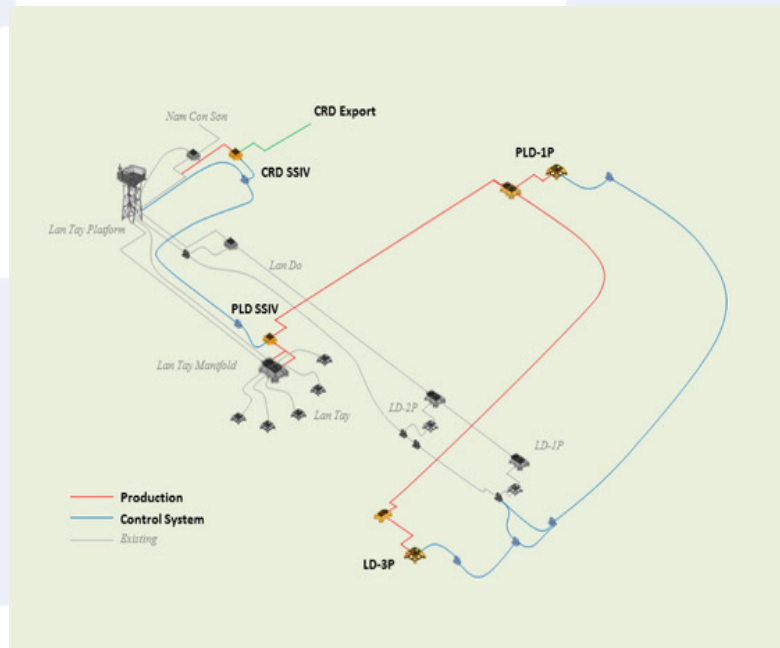 Nam Con Son
CRD Export
PLD-1P
CRD SSIV
Lan Tay Platform
Lan Do
PLD SSIV
Lan Tay Manifold
LD-2P
Lan Tay
LD-1P
Production
Control System
Existing
LD-3P